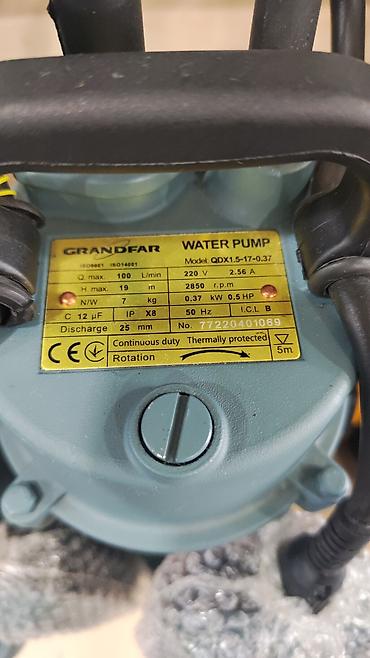 GRANDFAR WATER PUMP
ISO9001 ISO14001 Model: QDX1.5-17-0.37
Q. max. 100 L/min 220 V 2.56 A
H. max. 19 m 2850 r.p.m
N/W 7 kg 0.37 kW 0.5 HP
C 12 µF IP X8 50 Hz I.C.L B
Discharge 25 mm No. 77220401069
CE Continuous duty Thermally protected
Rotation 5m